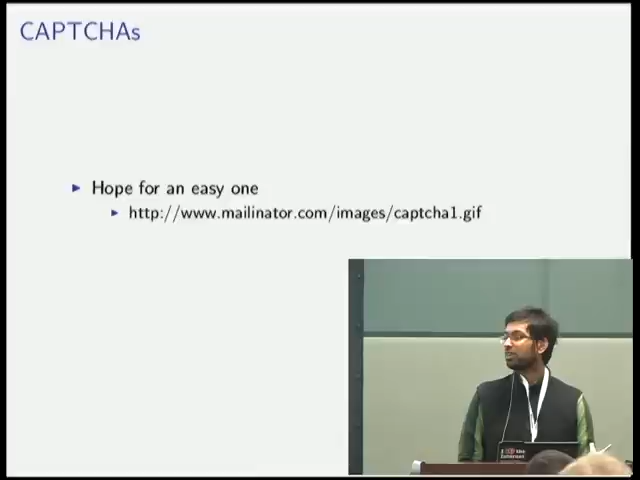 CAPTCHAs
▶ Hope for an easy one
▶ http://www.mailinator.com/images/captcha1.gif